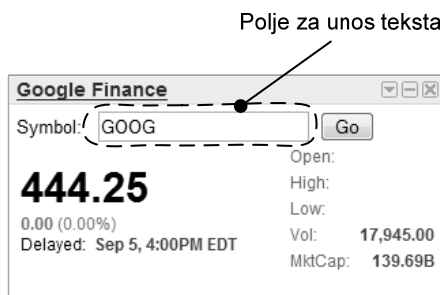 Polje za unos teksta
Google Finance
Symbol: GOOG Go
444.25
0.00 (0.00%)
Delayed: Sep 5, 4:00PM EDT
Open:
High:
Low:
Vol: 17,945.00
MktCap: 139.69B